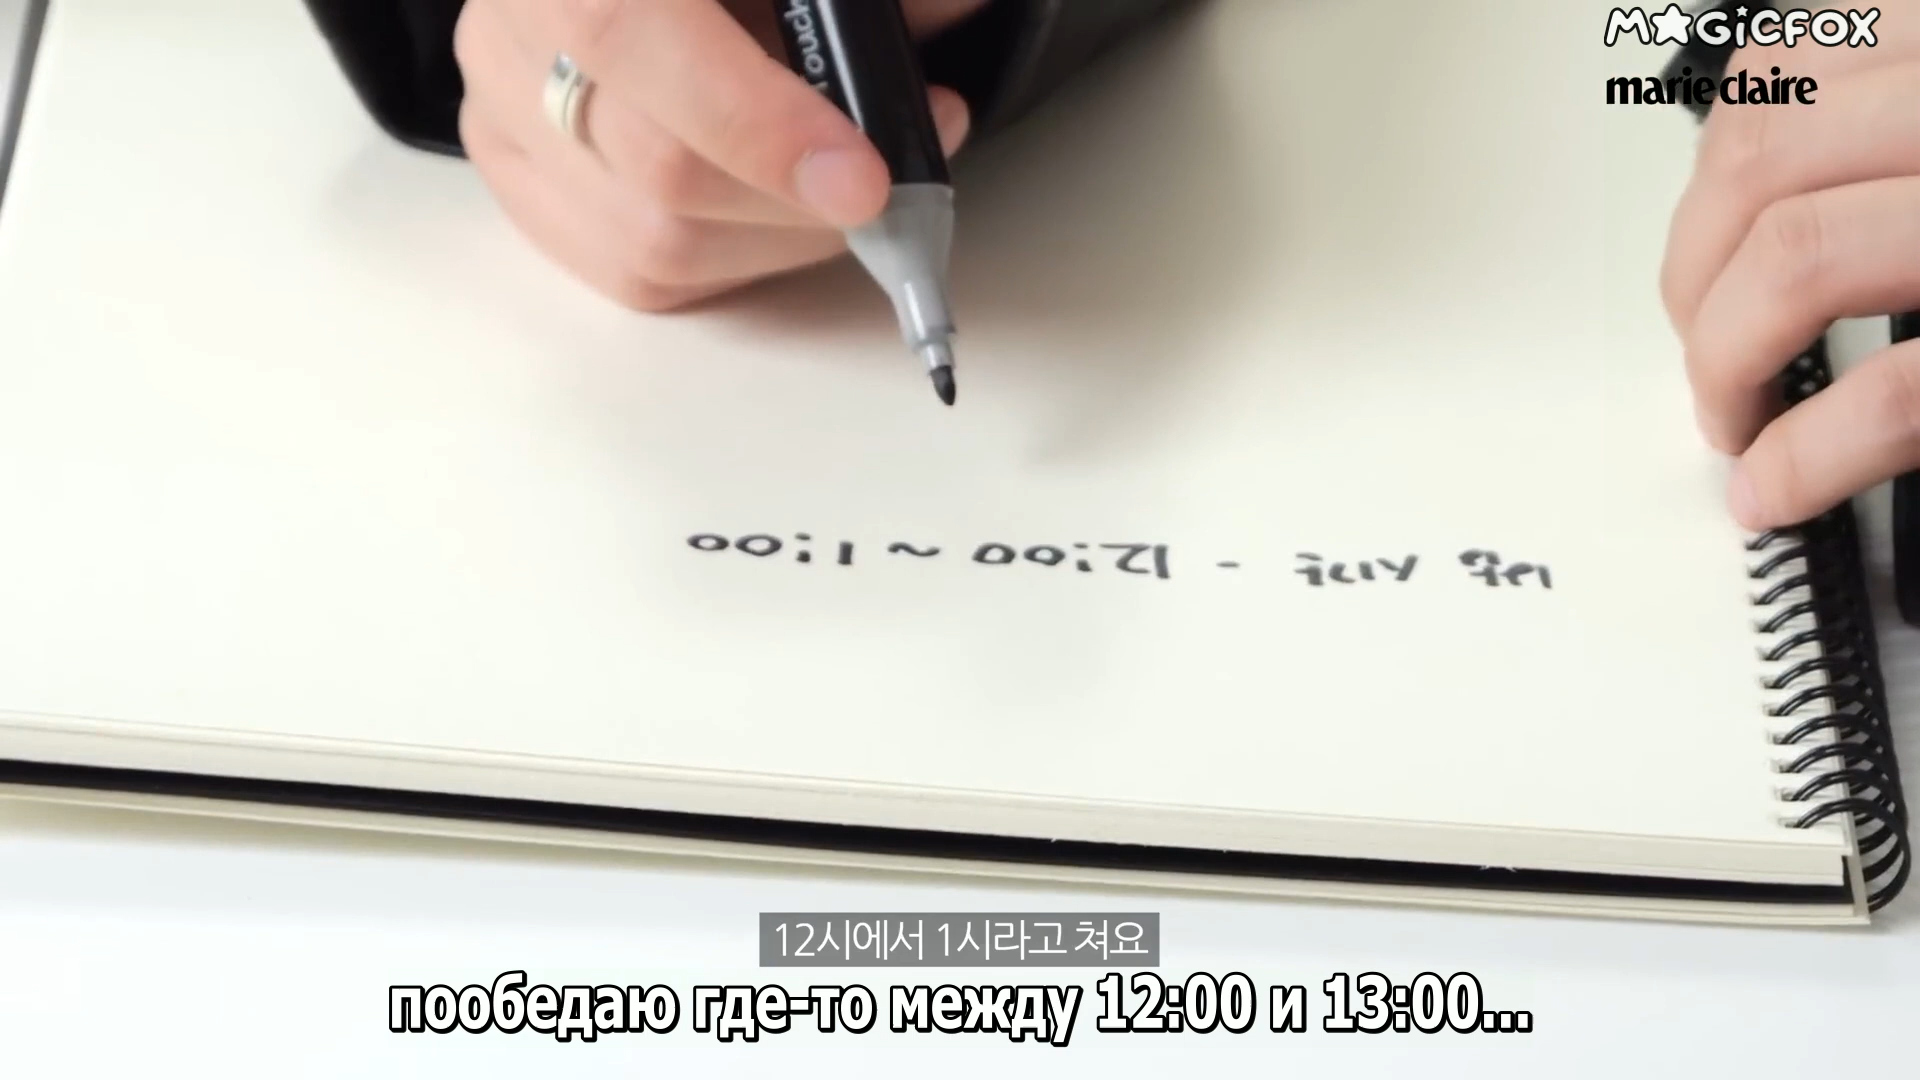 MAGiCFOX
marie claire
Touch
- 12:00 ~ 1:00
12시에서 1시라고 쳐요
пообедаю где-то между 12:00 и 13:00...